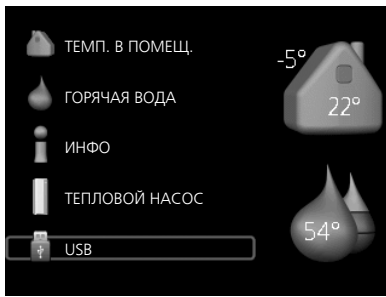 ТЕМП. В ПОМЕЩ.
ГОРЯЧАЯ ВОДА
ИНФО
ТЕПЛОВОЙ НАСОС
USB
-5°
22°
54°